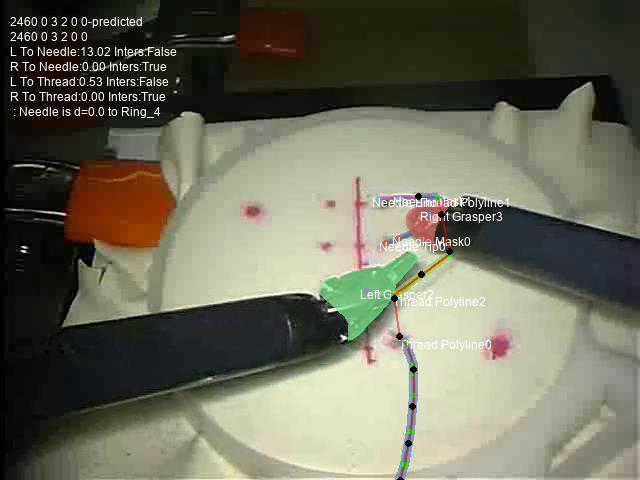 2460 0 3 2 0 0-predicted
2460 0 3 2 0 0
L To Needle:13.02 Inters:False
R To Needle:0.00 Inters:True
L To Thread:0.53 Inters:False
R To Thread:0.00 Inters:True
: Needle is d=0.0 to Ring_4
Thread Polyline1
Right Grasper3
Needle Mask0
Needle Tip0
Left Grasper2
Thread Polyline2
Thread Polyline0